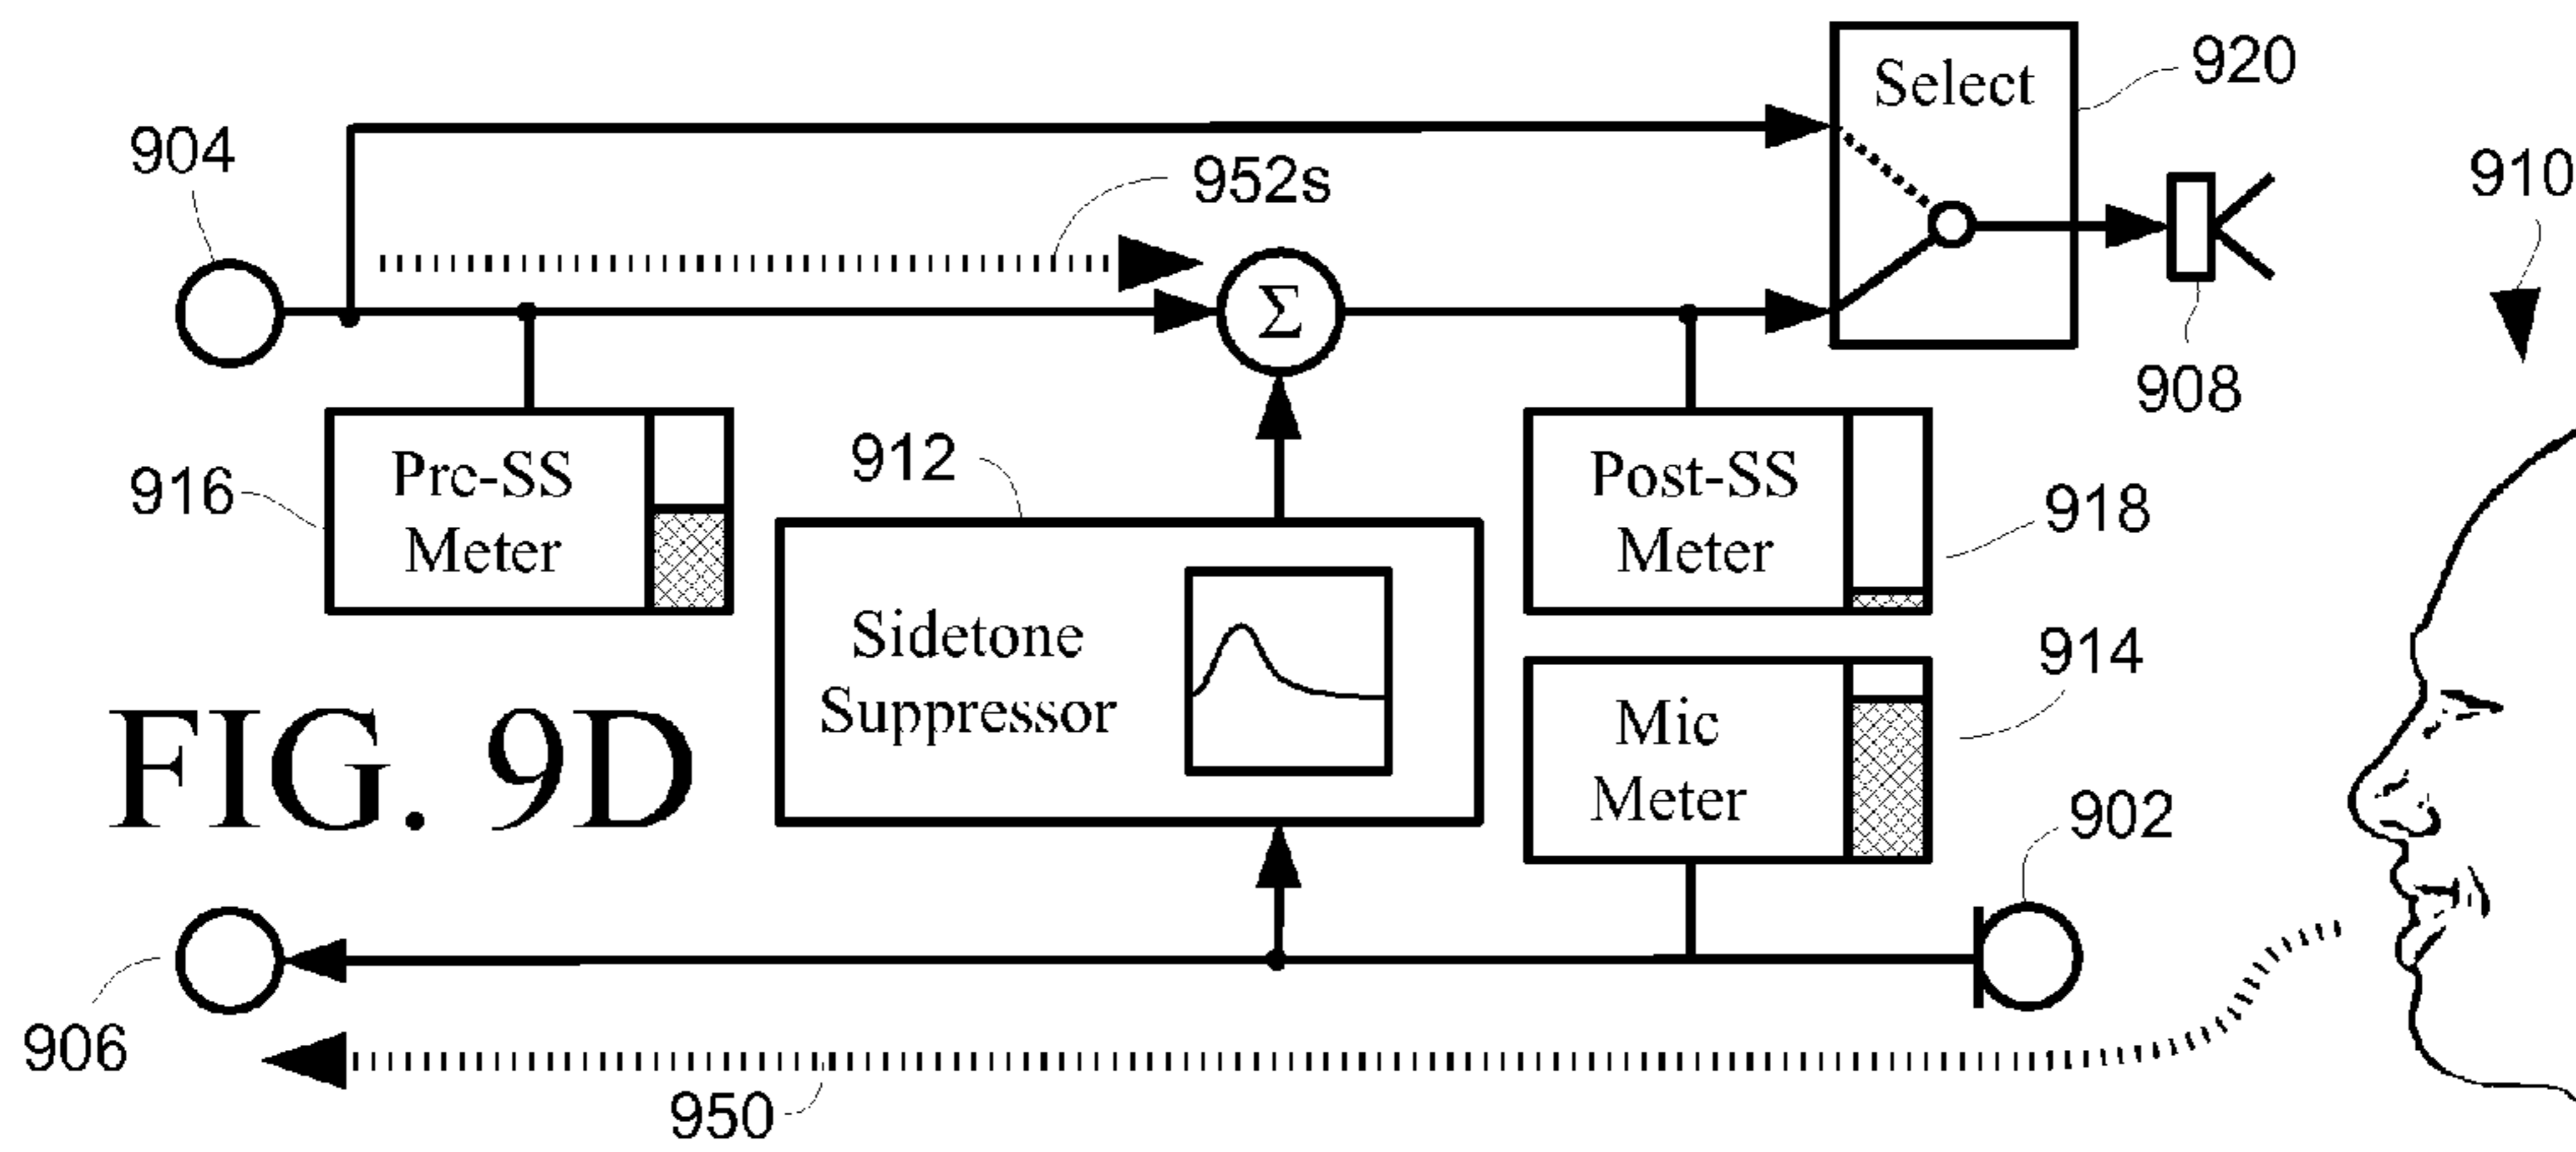 920
Select
904
952s
910
Σ
908
912
Pre-SS
Meter
916
Post-SS
Meter
918
Sidetone
Suppressor
914
Mic
Meter
FIG. 9D
902
906
950